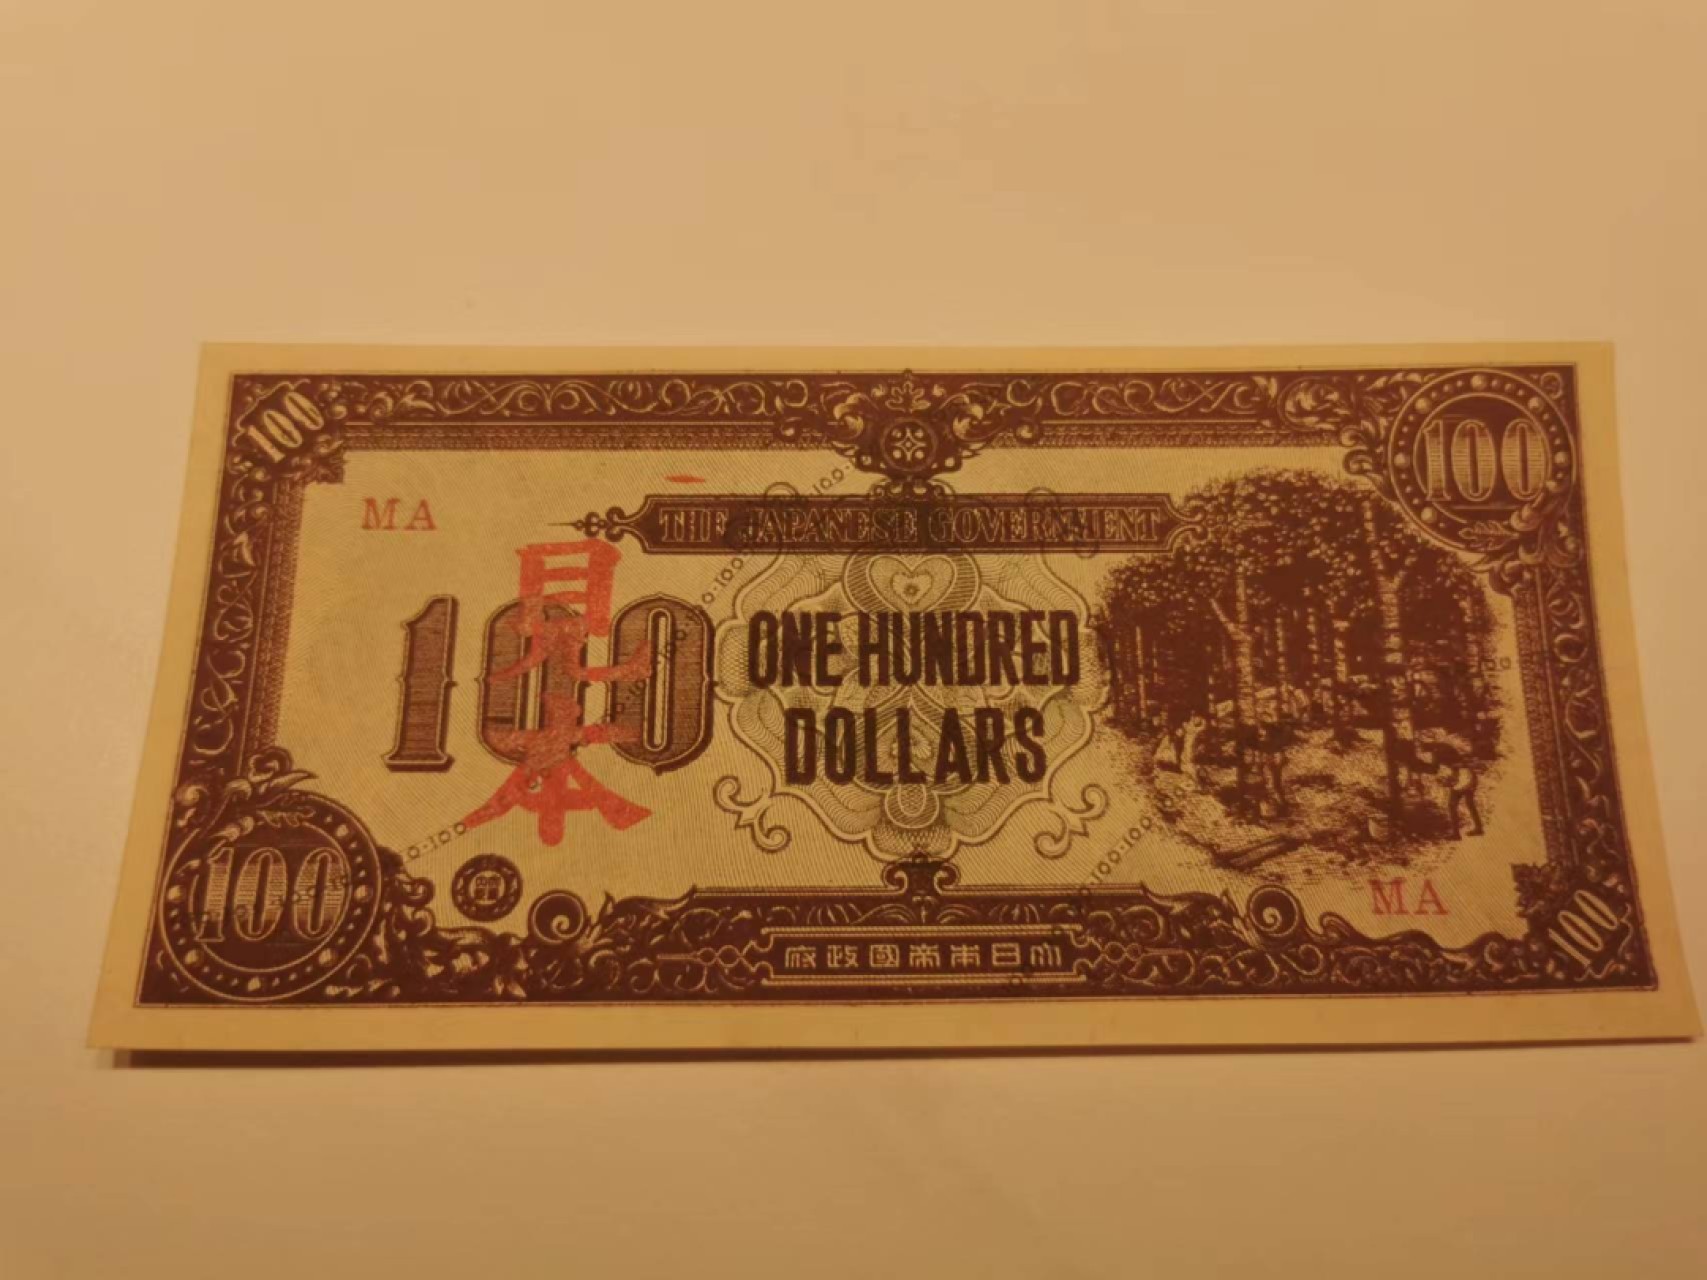 100
100
MA
THE JAPANESE GOVERNMENT
見本
100
ONE HUNDRED
DOLLARS
100
MA
100
府政國帝本日大